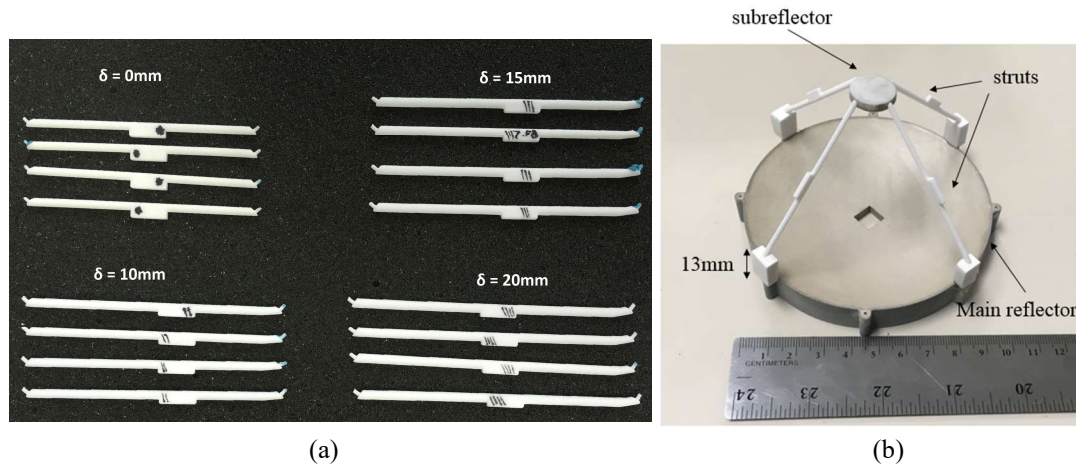 δ = 0mm
δ = 15mm
δ = 10mm
δ = 20mm
(a)
subreflector
struts
13mm
Main reflector
1 2 3 4 5 6 7 8 9 10 11 12
CENTIMETERS
24 23 22 21 20
(b)